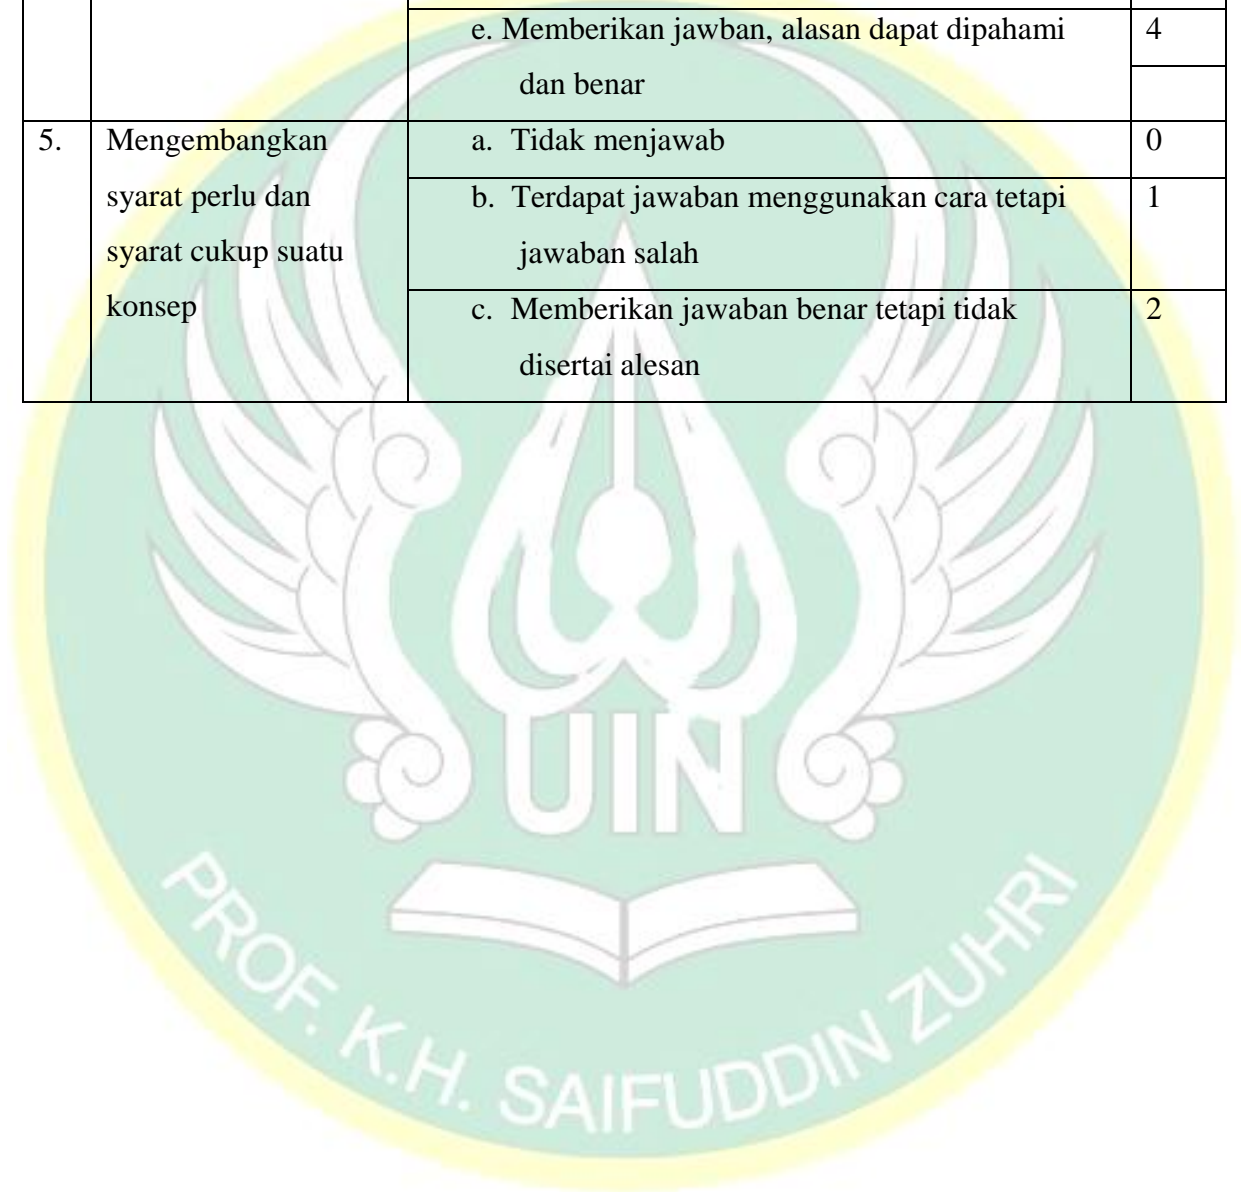 e. Memberikan jawban, alasan dapat dipahami 4
dan benar
5. Mengembangkan a. Tidak menjawab 0
syarat perlu dan b. Terdapat jawaban menggunakan cara tetapi 1
syarat cukup suatu jawaban salah
konsep c. Memberikan jawaban benar tetapi tidak 2
disertai alesan
UIN
PROF. K.H. SAIFUDDIN ZUHRI